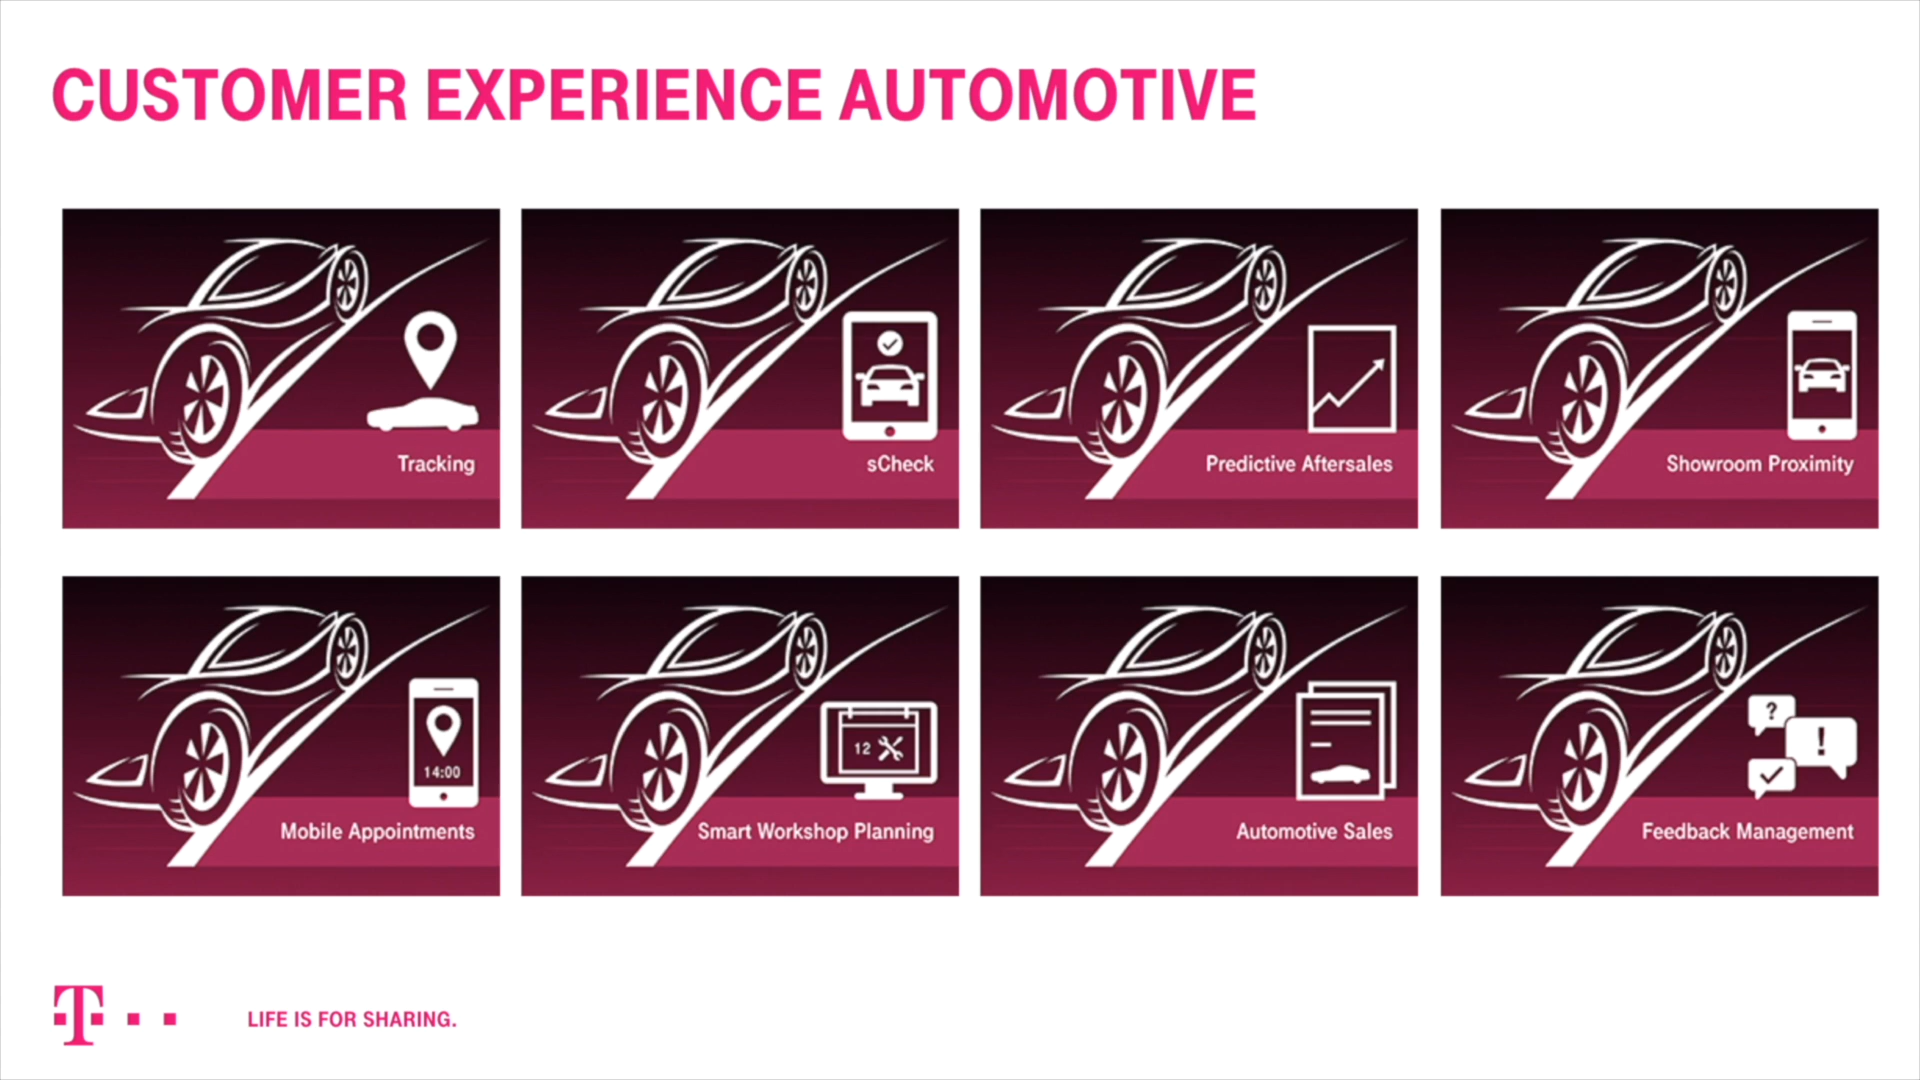 CUSTOMER EXPERIENCE AUTOMOTIVE
Tracking
sCheck
Predictive Aftersales
Showroom Proximity
14:00
Mobile Appointments
12
Smart Workshop Planning
Automotive Sales
?
!
Feedback Management
T
LIFE IS FOR SHARING.